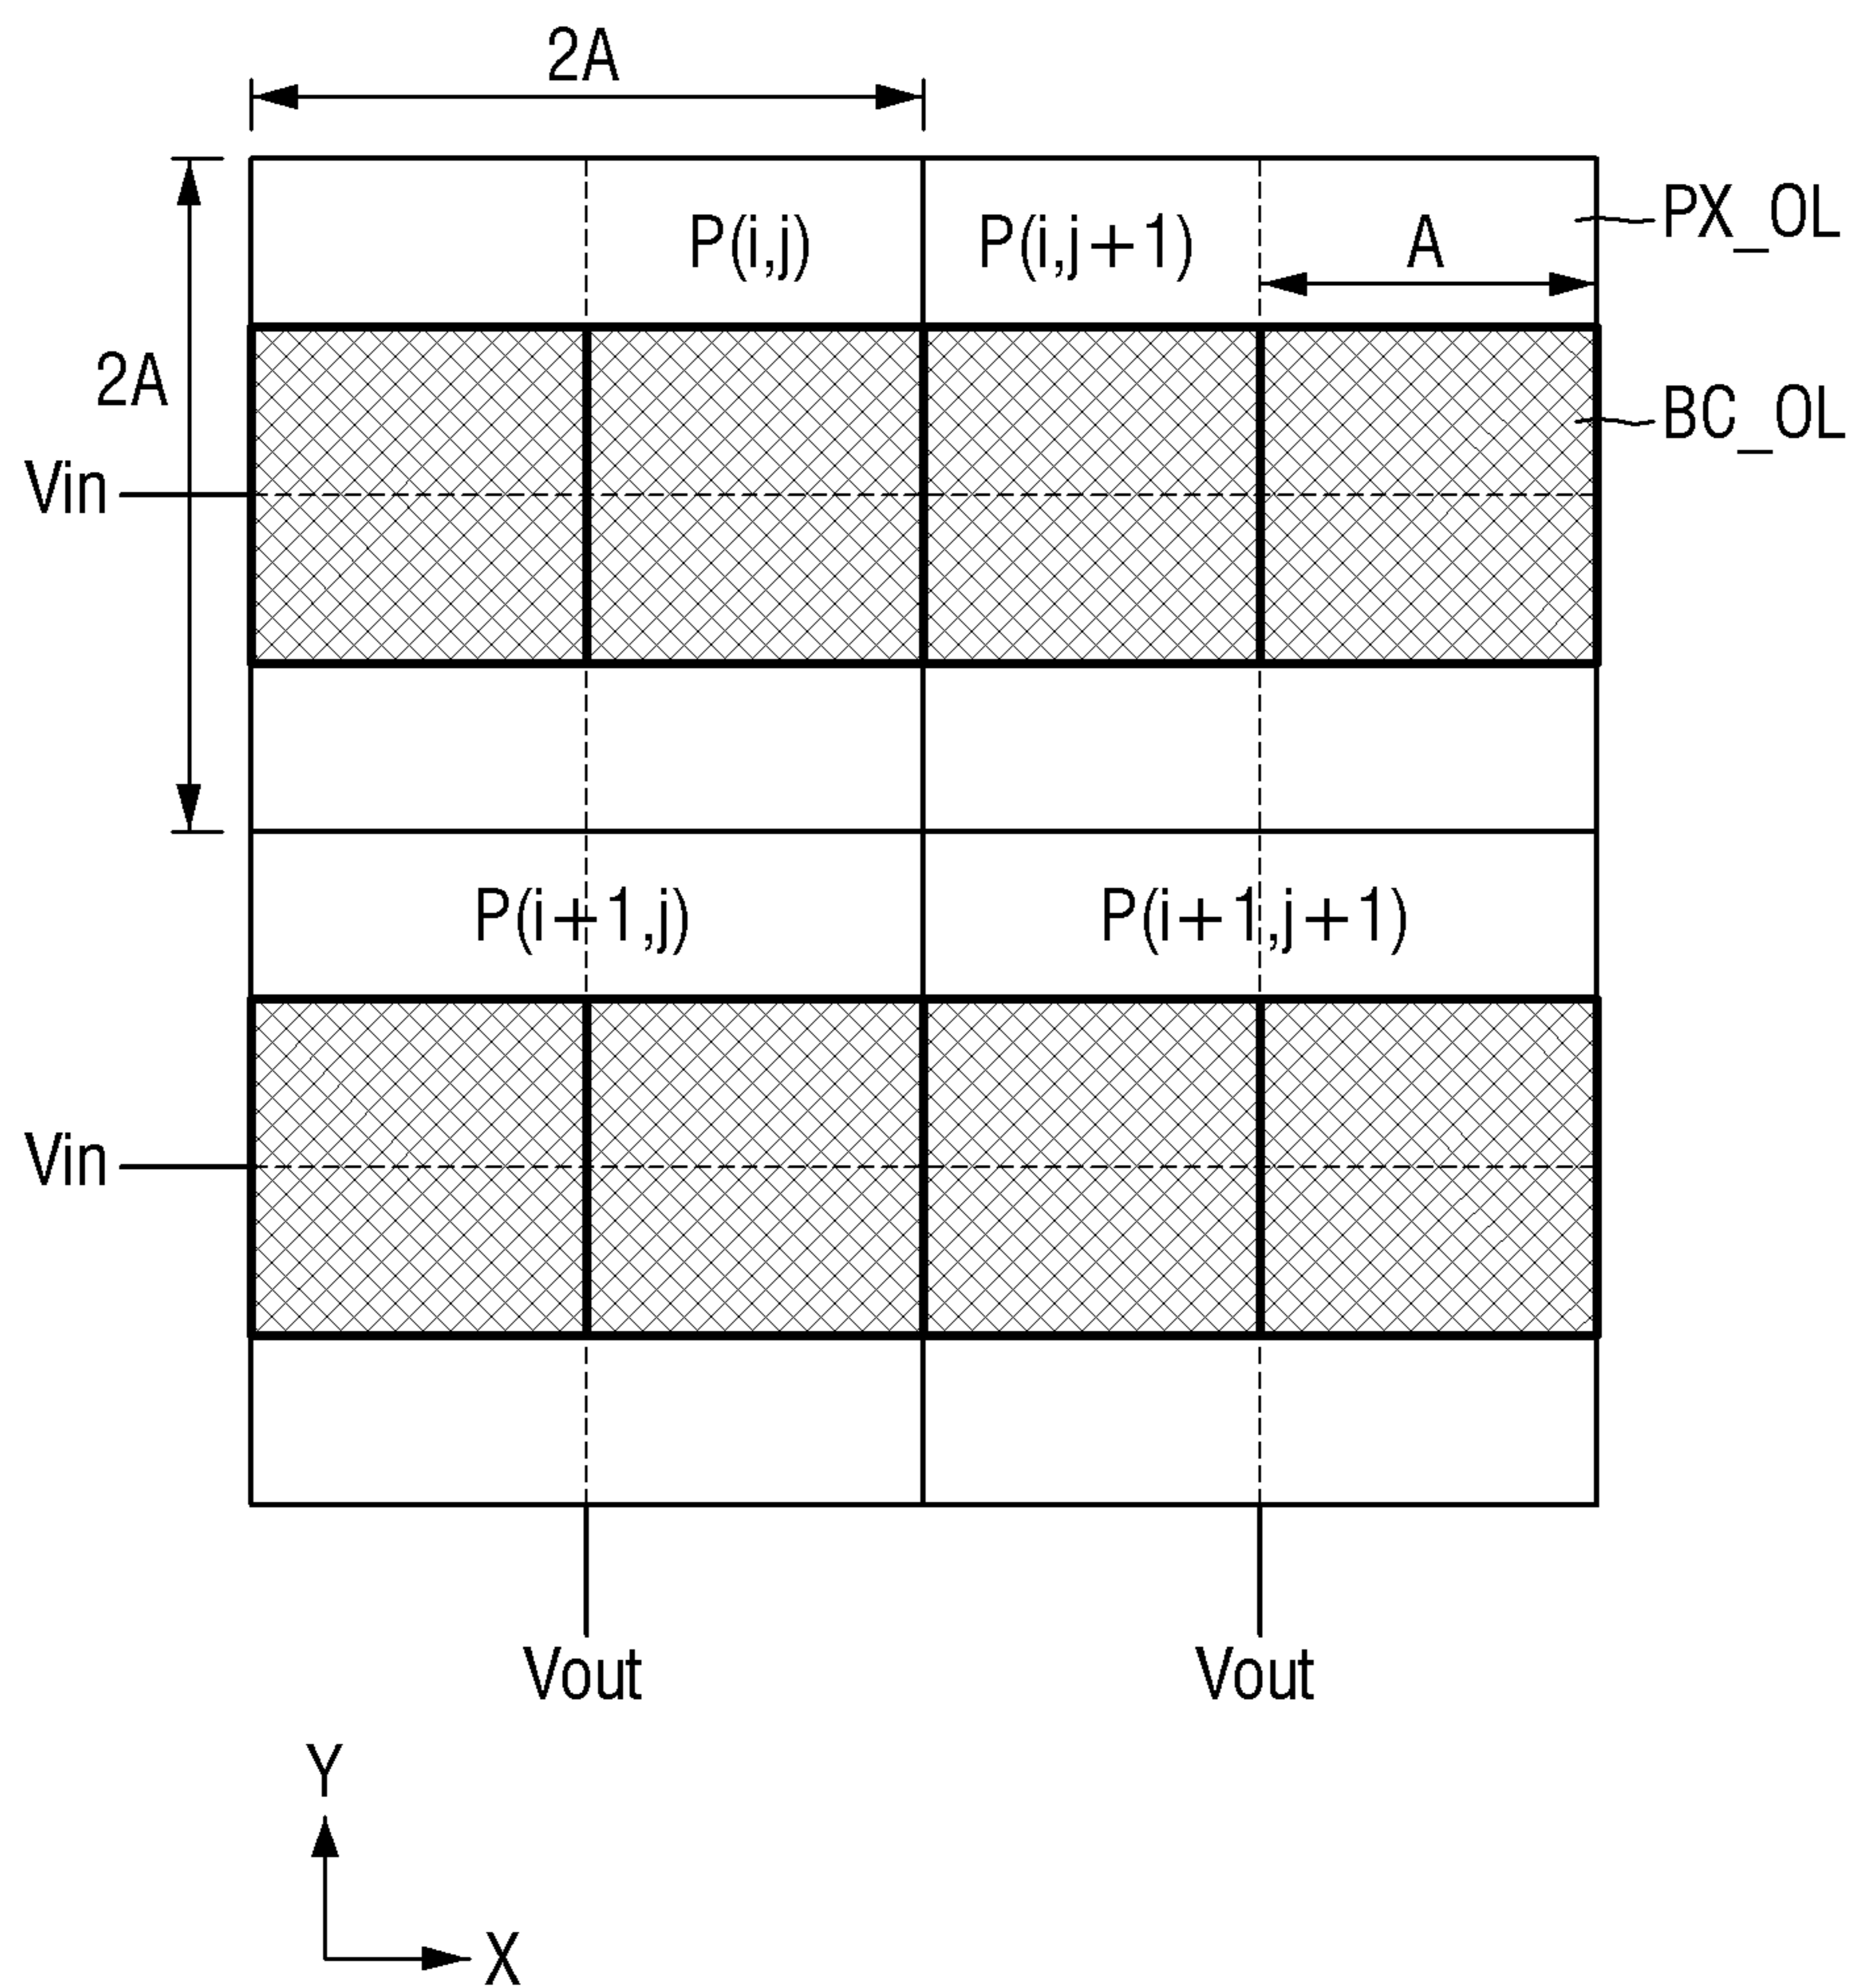 2A
P(i,j) P(i,j+1) A PX_OL
2A BC_OL
Vin
P(i+1,j) P(i+1,j+1)
Vin
Vout Vout
Y
X